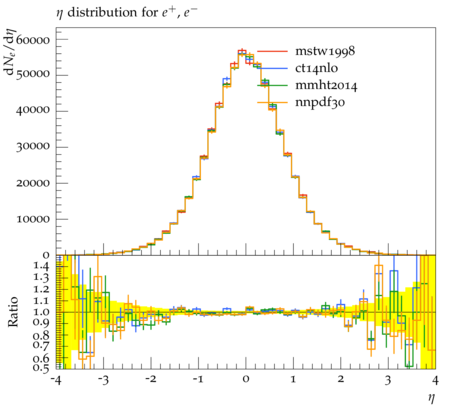 η distribution for e⁺, e⁻
dNₑ/dη
60000
50000
40000
30000
20000
10000
0
mstw1998
ct14nlo
mmht2014
nnpdf30
Ratio
1.4
1.3
1.2
1.1
1.0
0.9
0.8
0.7
0.6
0.5
-4 -3 -2 -1 0 1 2 3 4
η